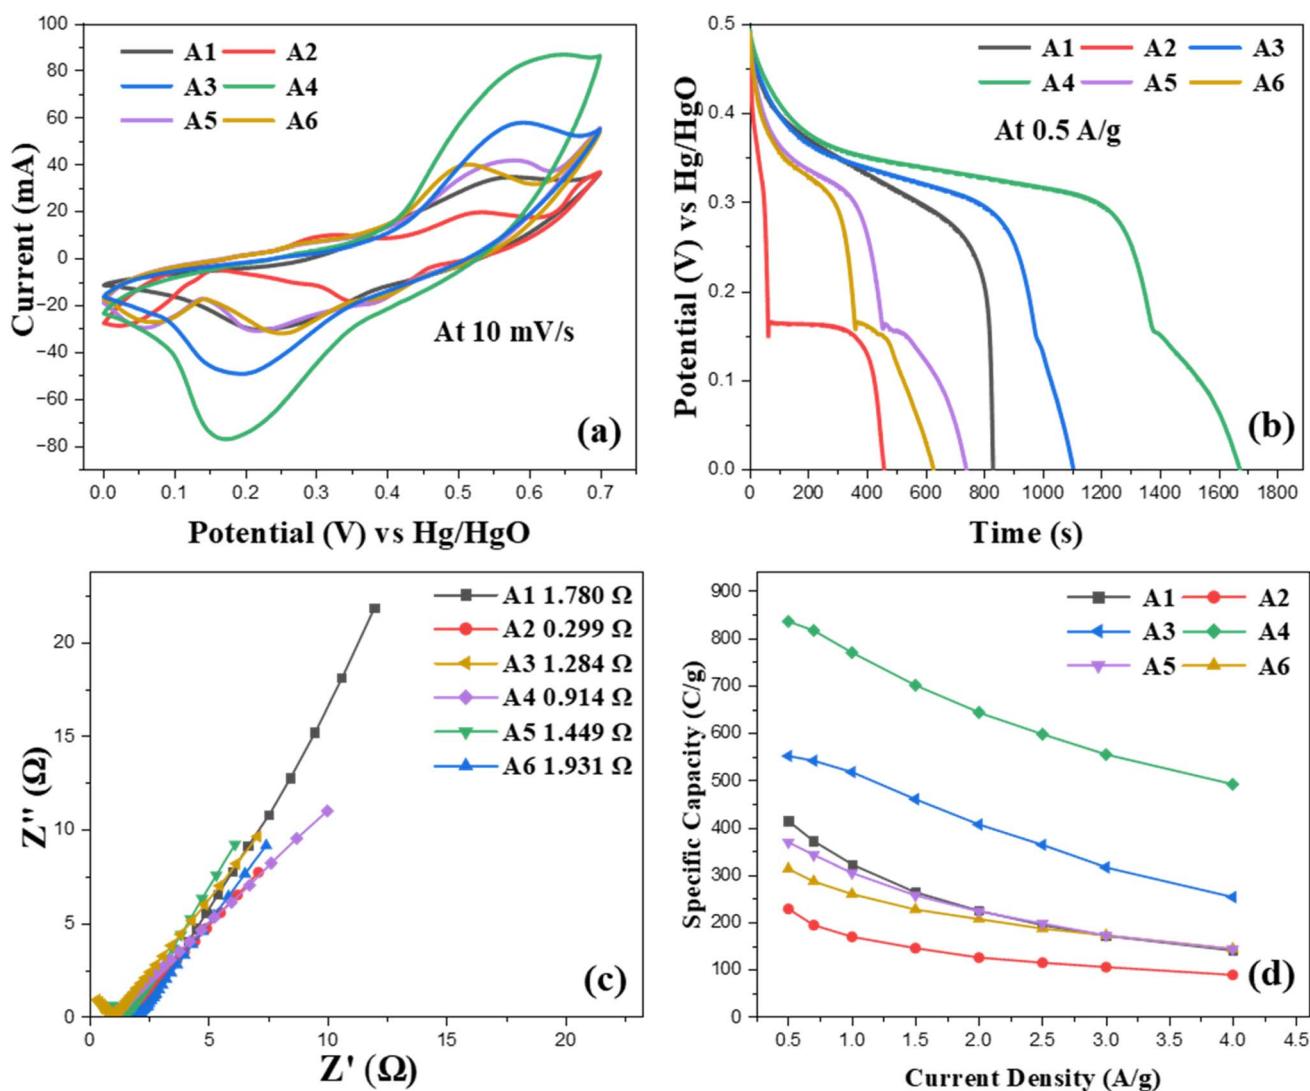 100
80
60
40
20
0
−20
−40
−60
−80
Current (mA)
A1 A2
A3 A4
A5 A6
At 10 mV/s
(a)
0.0 0.1 0.2 0.3 0.4 0.5 0.6 0.7
Potential (V) vs Hg/HgO
0.5
0.4
0.3
0.2
0.1
0.0
Potential (V) vs Hg/HgO
A1 A2 A3
A4 A5 A6
At 0.5 A/g
(b)
0 200 400 600 800 1000 1200 1400 1600 1800
Time (s)
20
15
10
5
0
Z'' (Ω)
A1 1.780 Ω
A2 0.299 Ω
A3 1.284 Ω
A4 0.914 Ω
A5 1.449 Ω
A6 1.931 Ω
(c)
0 5 10 15 20
Z' (Ω)
900
800
700
600
500
400
300
200
100
0
Specific Capacity (C/g)
A1 A2
A3 A4
A5 A6
(d)
0.5 1.0 1.5 2.0 2.5 3.0 3.5 4.0 4.5
Current Density (A/g)